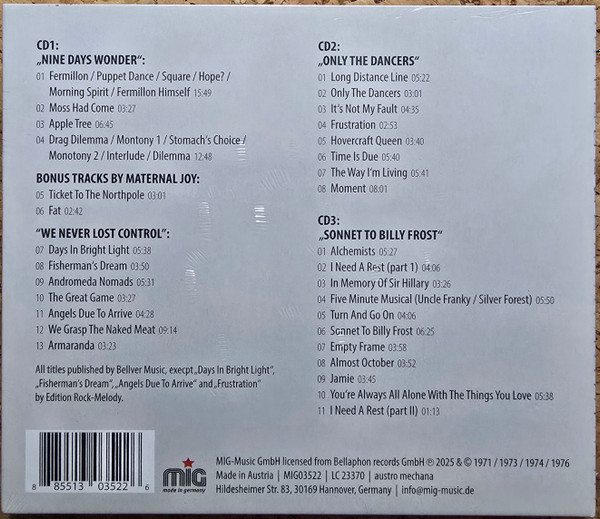 CD1:
„NINE DAYS WONDER“:
01 Fermillon / Puppet Dance / Square / Hope? /
Morning Spirit / Fermillon Himself 15:49
02 Moss Had Come 03:27
03 Apple Tree 06:45
04 Drag Dilemma / Montony 1 / Stomach's Choice /
Monotony 2 / Interlude / Dilemma 12:48
BONUS TRACKS BY MATERNAL JOY:
05 Ticket To The Northpole 03:01
06 Fat 02:42
"WE NEVER LOST CONTROL":
07 Days In Bright Light 05:38
08 Fisherman's Dream 03:50
09 Andromeda Nomads 05:31
10 The Great Game 03:27
11 Angels Due To Arrive 04:28
12 We Grasp The Naked Meat 09:14
13 Armaranda 03:23
All titles published by Bellver Music, execpt „Days In Bright Light“,
„Fisherman's Dream“, „Angels Due To Arrive“ and „Frustration“
by Edition Rock-Melody.
CD2:
„ONLY THE DANCERS“:
01 Long Distance Line 05:22
02 Only The Dancers 03:01
03 It's Not My Fault 04:35
04 Frustration 02:53
05 Hovercraft Queen 03:40
06 Time Is Due 05:40
07 The Way I'm Living 05:41
08 Moment 08:01
CD3:
„SONNET TO BILLY FROST“:
01 Alchemists 05:27
02 I Need A Rest (part 1) 04:06
03 In Memory Of Sir Hillary 03:26
04 Five Minute Musical (Uncle Franky / Silver Forest) 05:50
05 Turn And Go On 04:06
06 Sonnet To Billy Frost 06:25
07 Empty Frame 03:58
08 Almost October 03:52
09 Jamie 03:45
10 You're Always All Alone With The Things You Love 05:38
11 I Need A Rest (part II) 01:13
8 85513 03522 6
MiG
made in germany
MIG-Music GmbH licensed from Bellaphon records GmbH ℗ 2025 & © 1971 / 1973 / 1974 / 1976
Made in Austria | MIG03522 | LC 23370 | austro mechana
Hildesheimer Str. 83, 30169 Hannover, Germany | info@mig-music.de